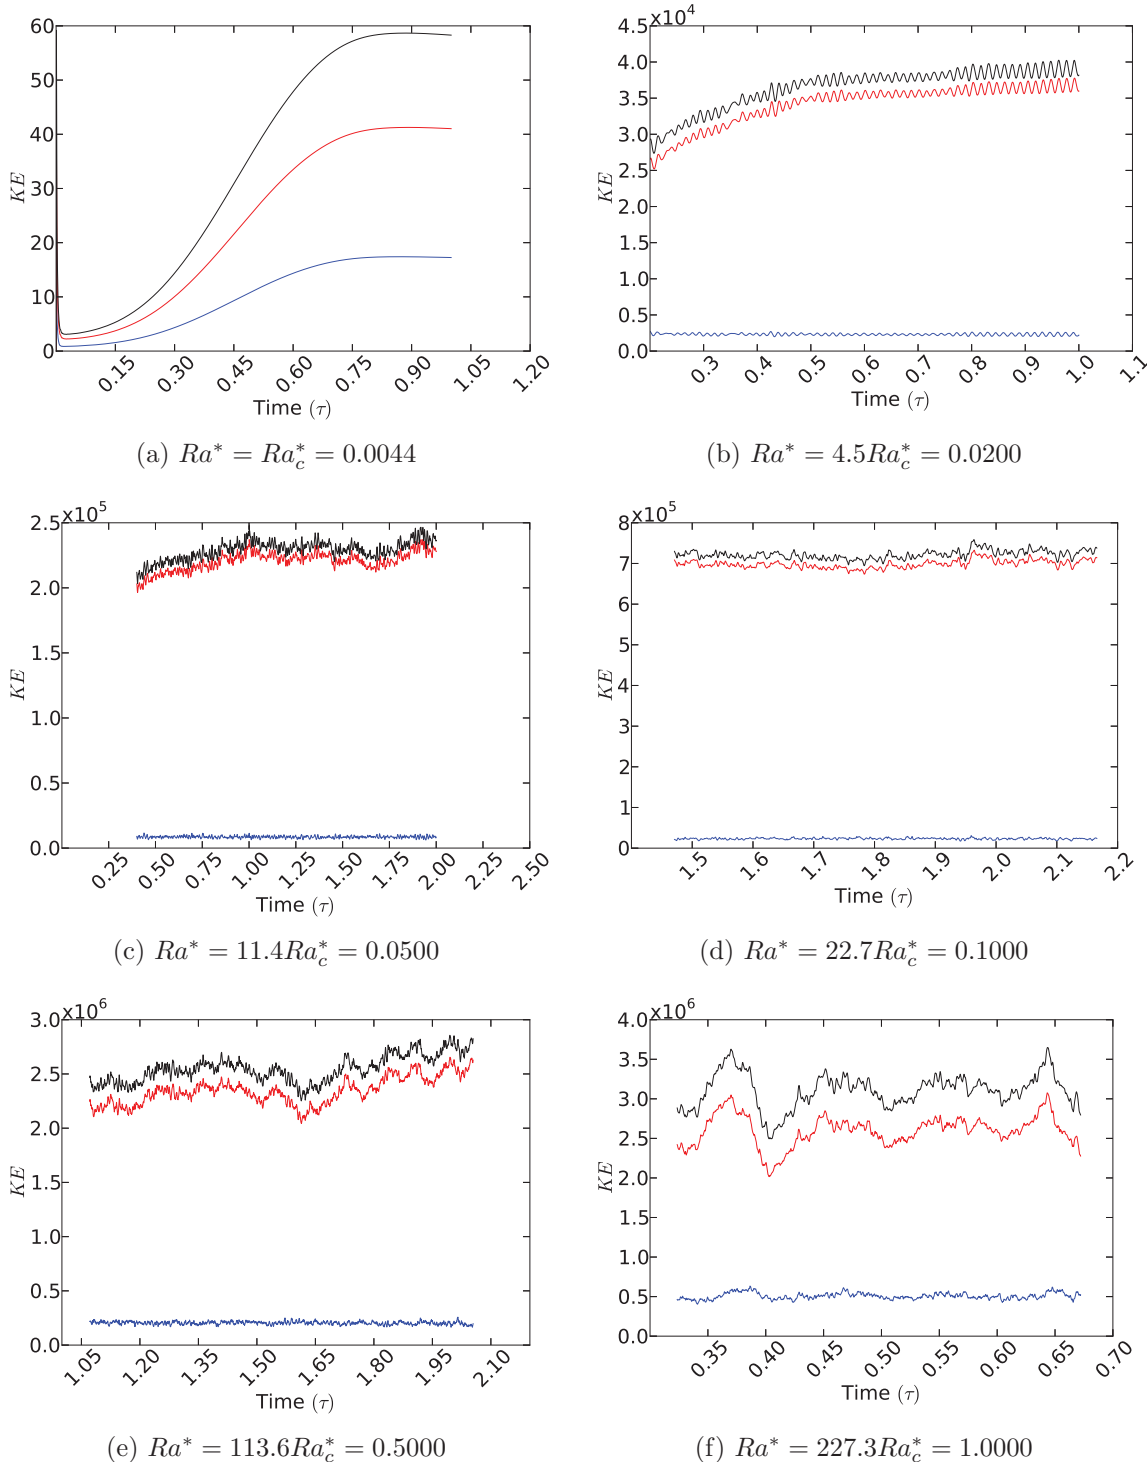 60
50
40
30
20
10
0
KE
0.15 0.30 0.45 0.60 0.75 0.90 1.05 1.20
Time (τ)
(a) Ra* = Ra*c = 0.0044
x10^4
4.5
4.0
3.5
3.0
2.5
2.0
1.5
1.0
0.5
0.0
KE
0.3 0.4 0.5 0.6 0.7 0.8 0.9 1.0 1.1
Time (τ)
(b) Ra* = 4.5Ra*c = 0.0200
x10^5
2.5
2.0
1.5
1.0
0.5
0.0
KE
0.25 0.50 0.75 1.00 1.25 1.50 1.75 2.00 2.25 2.50
Time (τ)
(c) Ra* = 11.4Ra*c = 0.0500
x10^5
8
7
6
5
4
3
2
1
0
KE
1.5 1.6 1.7 1.8 1.9 2.0 2.1 2.2
Time (τ)
(d) Ra* = 22.7Ra*c = 0.1000
x10^6
3.0
2.5
2.0
1.5
1.0
0.5
0.0
KE
1.05 1.20 1.35 1.50 1.65 1.80 1.95 2.10
Time (τ)
(e) Ra* = 113.6Ra*c = 0.5000
x10^6
4.0
3.5
3.0
2.5
2.0
1.5
1.0
0.5
0.0
KE
0.35 0.40 0.45 0.50 0.55 0.60 0.65 0.70
Time (τ)
(f) Ra* = 227.3Ra*c = 1.0000